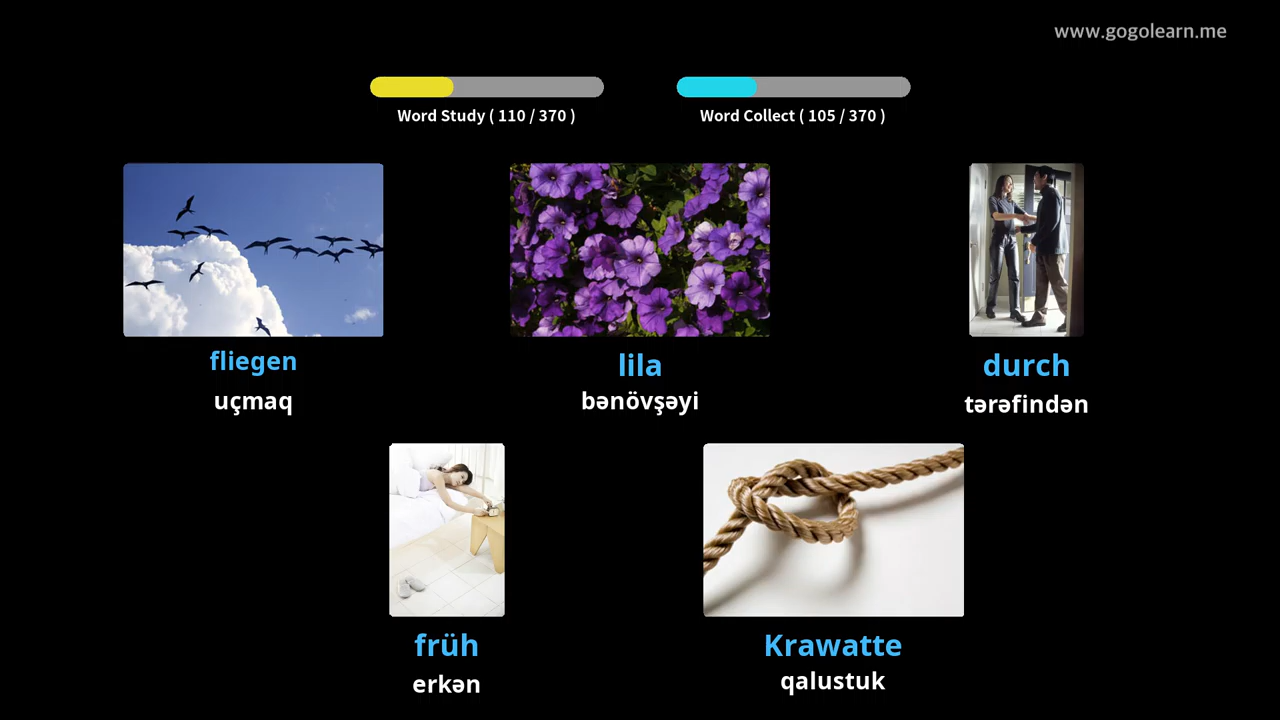 www.gogolearn.me
Word Study ( 110 / 370 )
Word Collect ( 105 / 370 )
fliegen
uçmaq
lila
bənövşəyi
durch
tərəfindən
früh
erkən
Krawatte
qalustuk